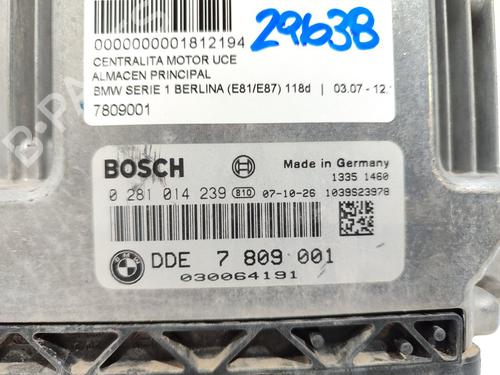 0000000001812194
29638
CENTRALITA MOTOR UCE
ALMACEN PRINCIPAL
BMW SERIE 1 BERLINA (E81/E87) 118d | 03.07 - 12.
7809001
BOSCH
Made in Germany
0 281 014 239 810 07-10-26
1335 1460
1039S23978
BMW
DDE 7 809 001
030064191